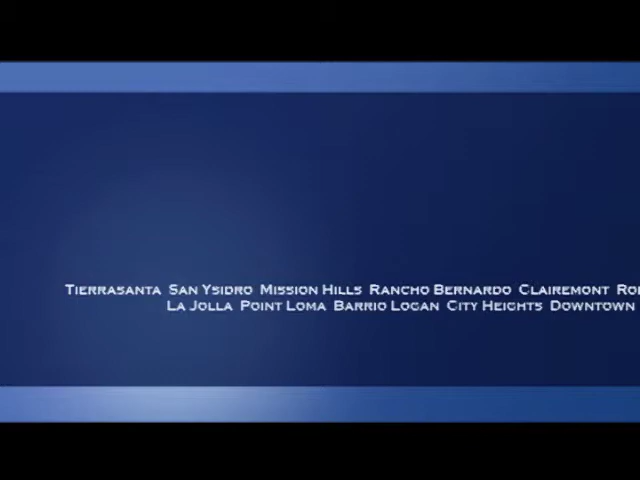 Tierrasanta San Ysidro Mission Hills Rancho Bernardo Clairemont
La Jolla Point Loma Barrio Logan City Heights Downtown